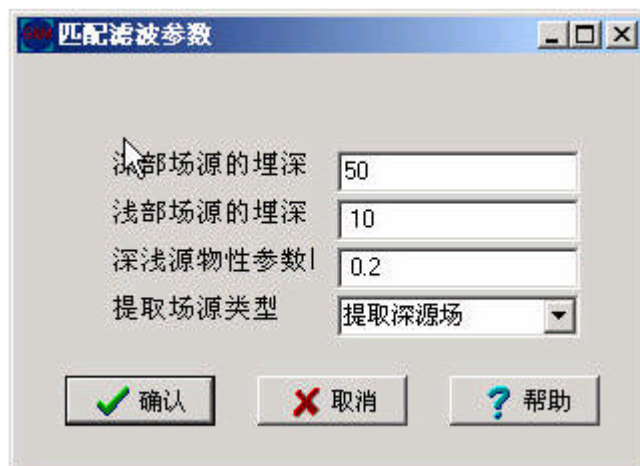 匹配滤波参数
深部场源的埋深 50
浅部场源的埋深 10
深浅源物性参数 0.2
提取场源类型 提取深源场
确认 取消 帮助